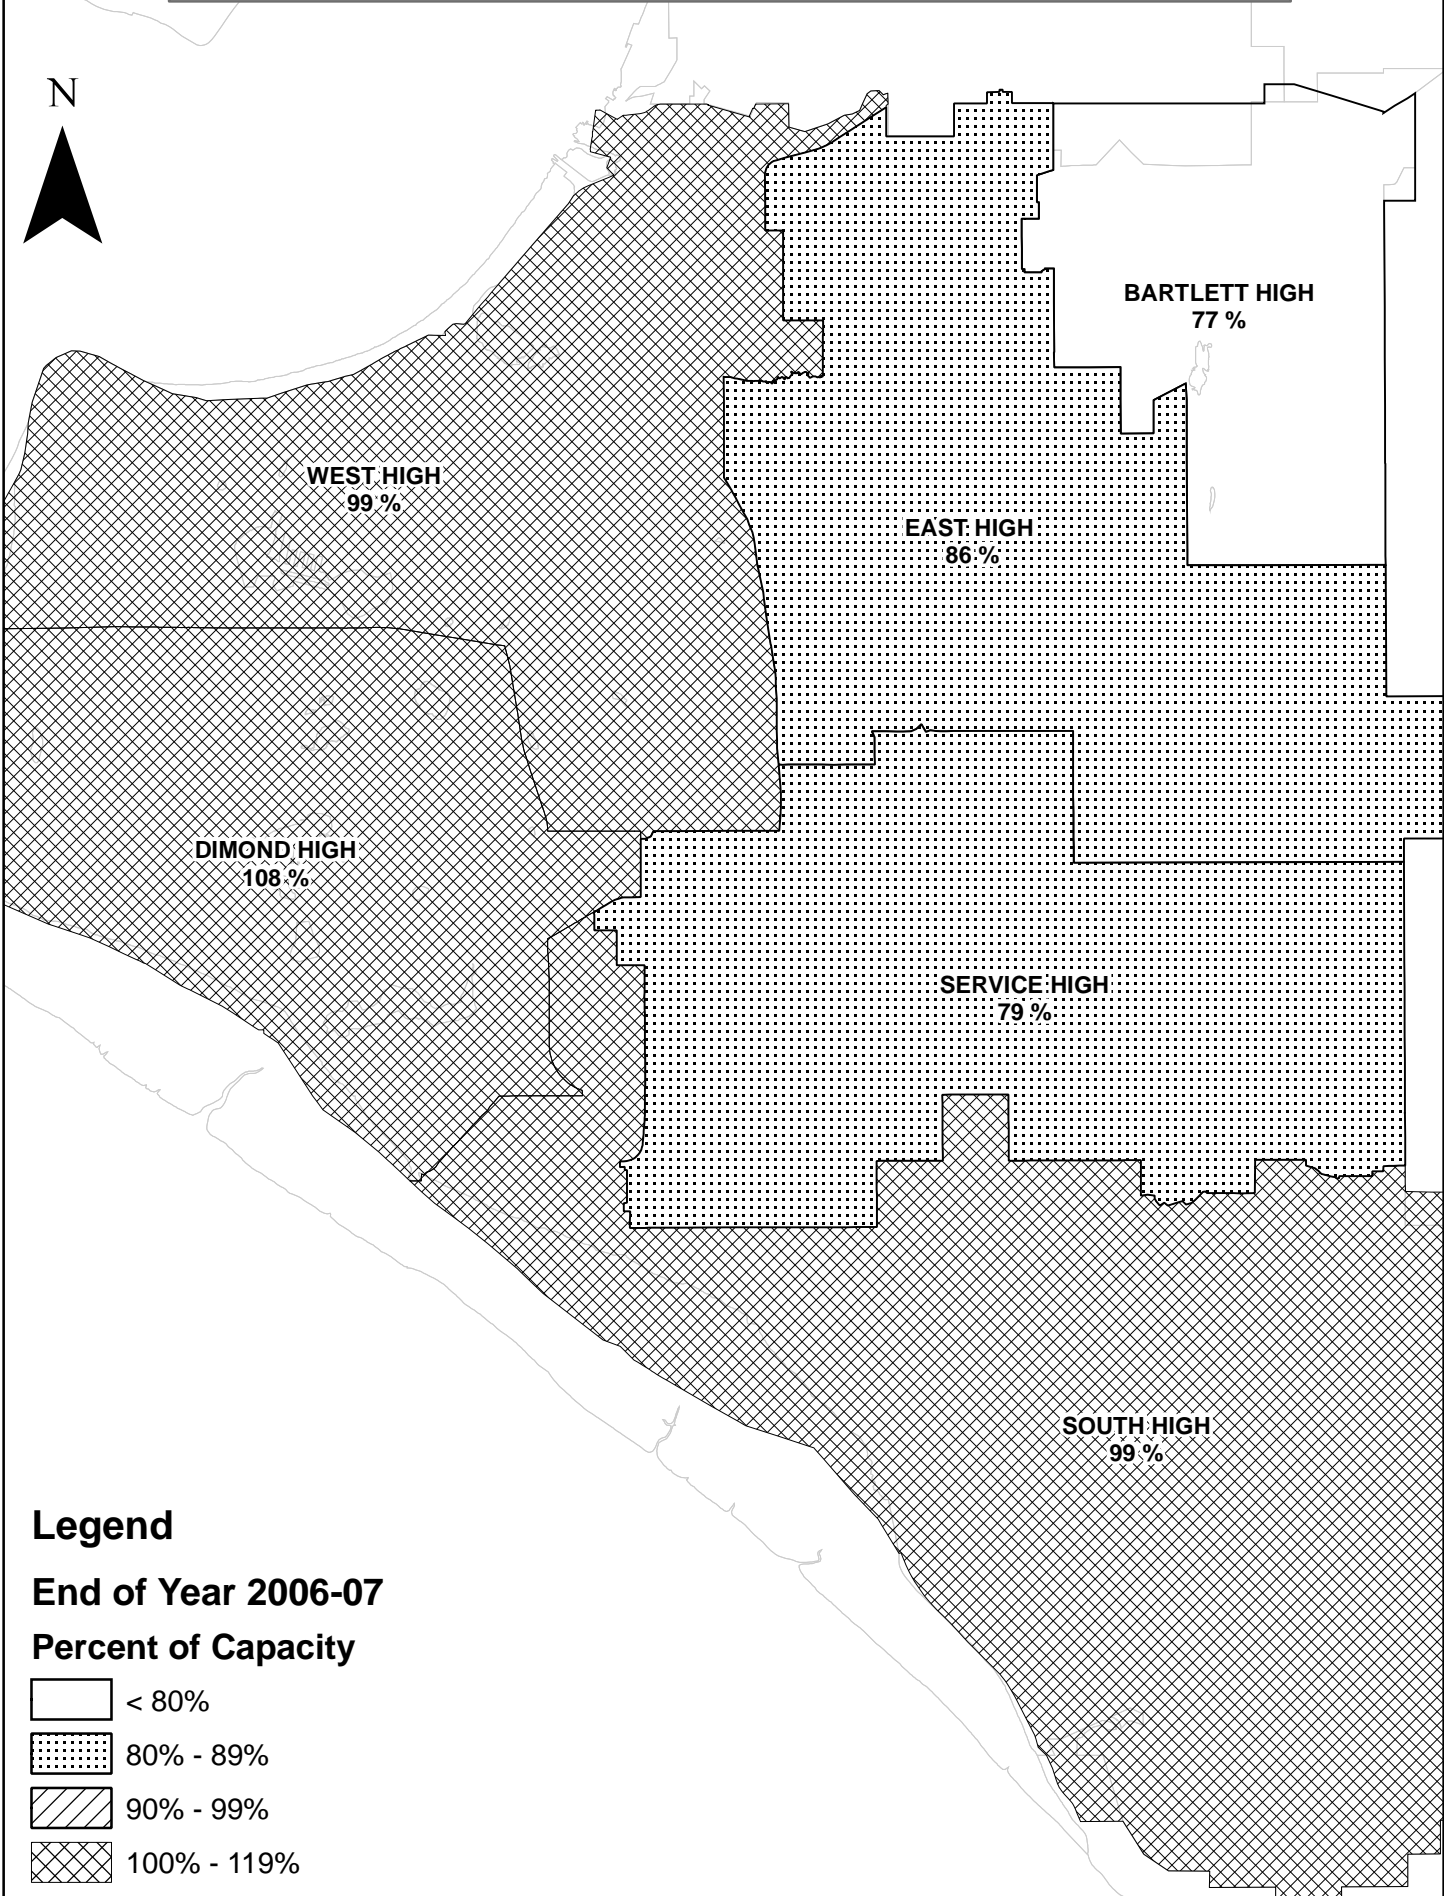 N
BARTLETT HIGH
77 %
WEST HIGH
99 %
EAST HIGH
86 %
DIMOND HIGH
108 %
SERVICE HIGH
79 %
SOUTH HIGH
99 %
Legend
End of Year 2006-07
Percent of Capacity
< 80%
80% - 89%
90% - 99%
100% - 119%